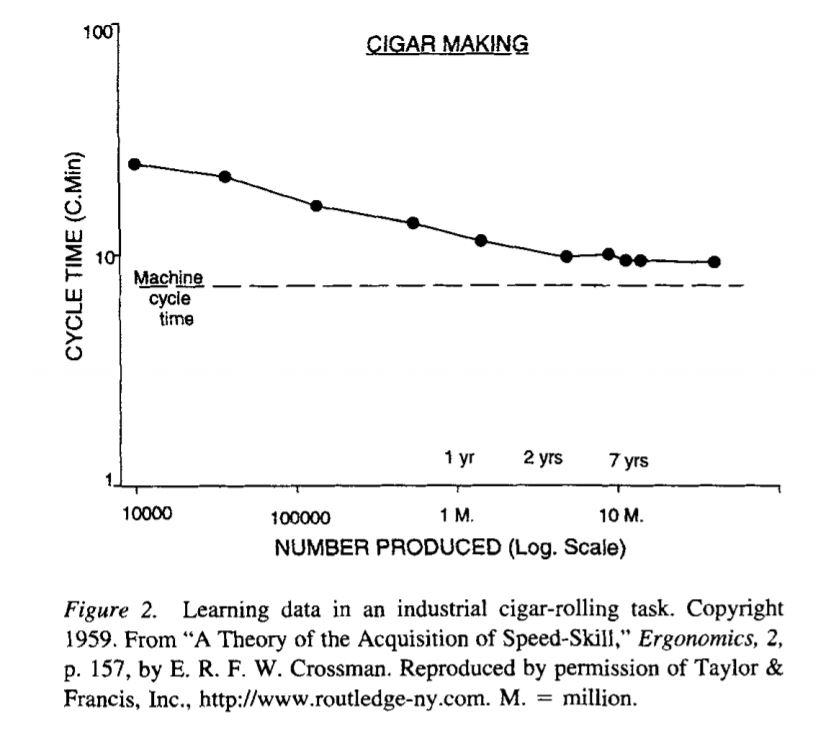 CIGAR MAKING
100
10
1
CYCLE TIME (C.Min)
Machine
cycle
time
1 yr 2 yrs 7 yrs
10000 100000 1 M. 10 M.
NUMBER PRODUCED (Log. Scale)
Figure 2. Learning data in an industrial cigar-rolling task. Copyright
1959. From “A Theory of the Acquisition of Speed-Skill,” Ergonomics, 2,
p. 157, by E. R. F. W. Crossman. Reproduced by permission of Taylor &
Francis, Inc., http://www.routledge-ny.com. M. = million.